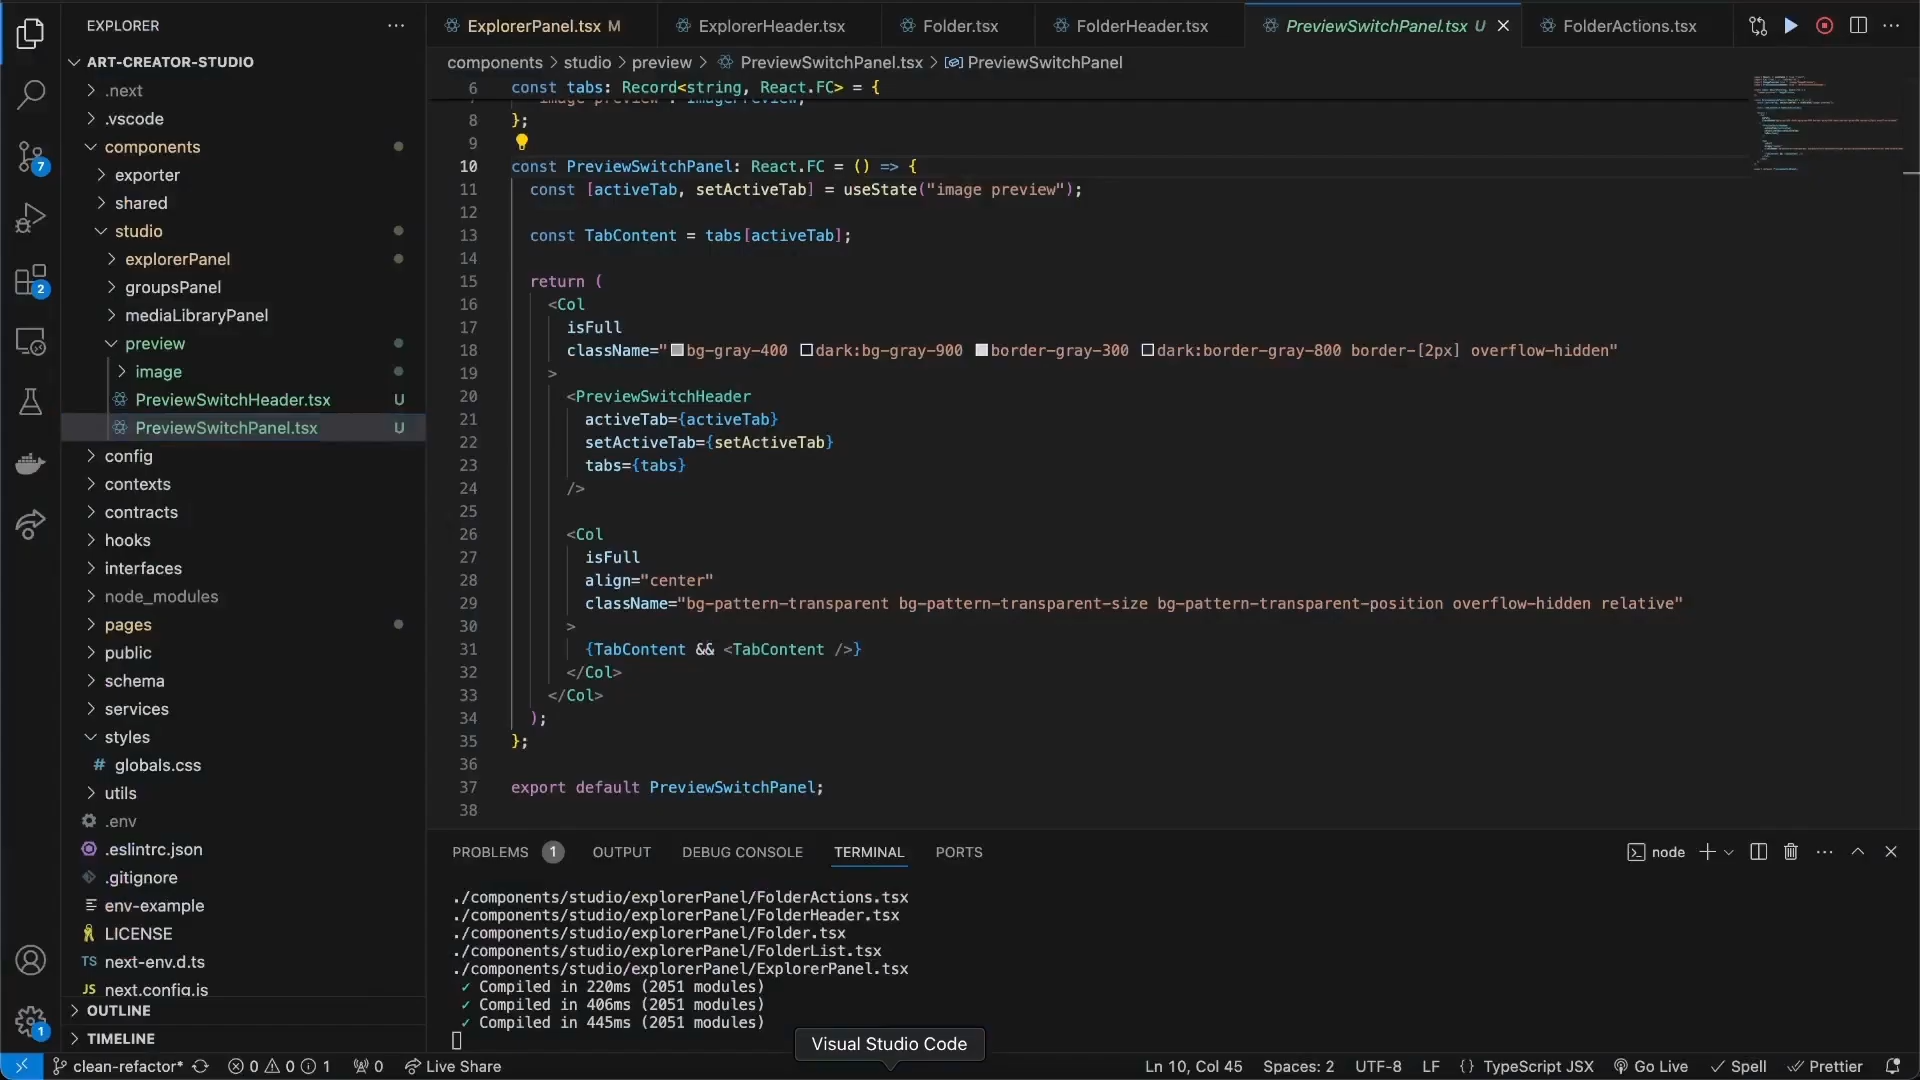 EXPLORER
ART-CREATOR-STUDIO
.next
.vscode
components
exporter
shared
studio
explorerPanel
groupsPanel
mediaLibraryPanel
preview
image
PreviewSwitchHeader.tsx U
PreviewSwitchPanel.tsx U
config
contexts
contracts
hooks
interfaces
node_modules
pages
public
schema
services
styles
# globals.css
utils
.env
.eslintrc.json
.gitignore
env-example
LICENSE
TS next-env.d.ts
JS next.config.js
OUTLINE
TIMELINE
7
2
1
ExplorerPanel.tsx M
ExplorerHeader.tsx
Folder.tsx
FolderHeader.tsx
PreviewSwitchPanel.tsx U
FolderActions.tsx
components > studio > preview > PreviewSwitchPanel.tsx > PreviewSwitchPanel
6 const tabs: Record<string, React.FC> = {
"image preview": ImagePreview,
8 };
9
10 const PreviewSwitchPanel: React.FC = () => {
11 const [activeTab, setActiveTab] = useState("image preview");
12
13 const TabContent = tabs[activeTab];
14
15 return (
16 <Col
17 isFull
18 className="bg-gray-400 dark:bg-gray-900 border-gray-300 dark:border-gray-800 border-[2px] overflow-hidden"
19 >
20 <PreviewSwitchHeader
21 activeTab={activeTab}
22 setActiveTab={setActiveTab}
23 tabs={tabs}
24 />
25
26 <Col
27 isFull
28 align="center"
29 className="bg-pattern-transparent bg-pattern-transparent-size bg-pattern-transparent-position overflow-hidden relative"
30 >
31 {TabContent && <TabContent />}
32 </Col>
33 </Col>
34 );
35 };
36
37 export default PreviewSwitchPanel;
38
PROBLEMS 1 OUTPUT DEBUG CONSOLE TERMINAL PORTS
node
./components/studio/explorerPanel/FolderActions.tsx
./components/studio/explorerPanel/FolderHeader.tsx
./components/studio/explorerPanel/Folder.tsx
./components/studio/explorerPanel/FolderList.tsx
./components/studio/explorerPanel/ExplorerPanel.tsx
✓ Compiled in 220ms (2051 modules)
✓ Compiled in 406ms (2051 modules)
✓ Compiled in 445ms (2051 modules)
Visual Studio Code
clean-refactor* 0 0 1 0 Live Share
Ln 10, Col 45 Spaces: 2 UTF-8 LF {} TypeScript JSX Go Live Spell Prettier